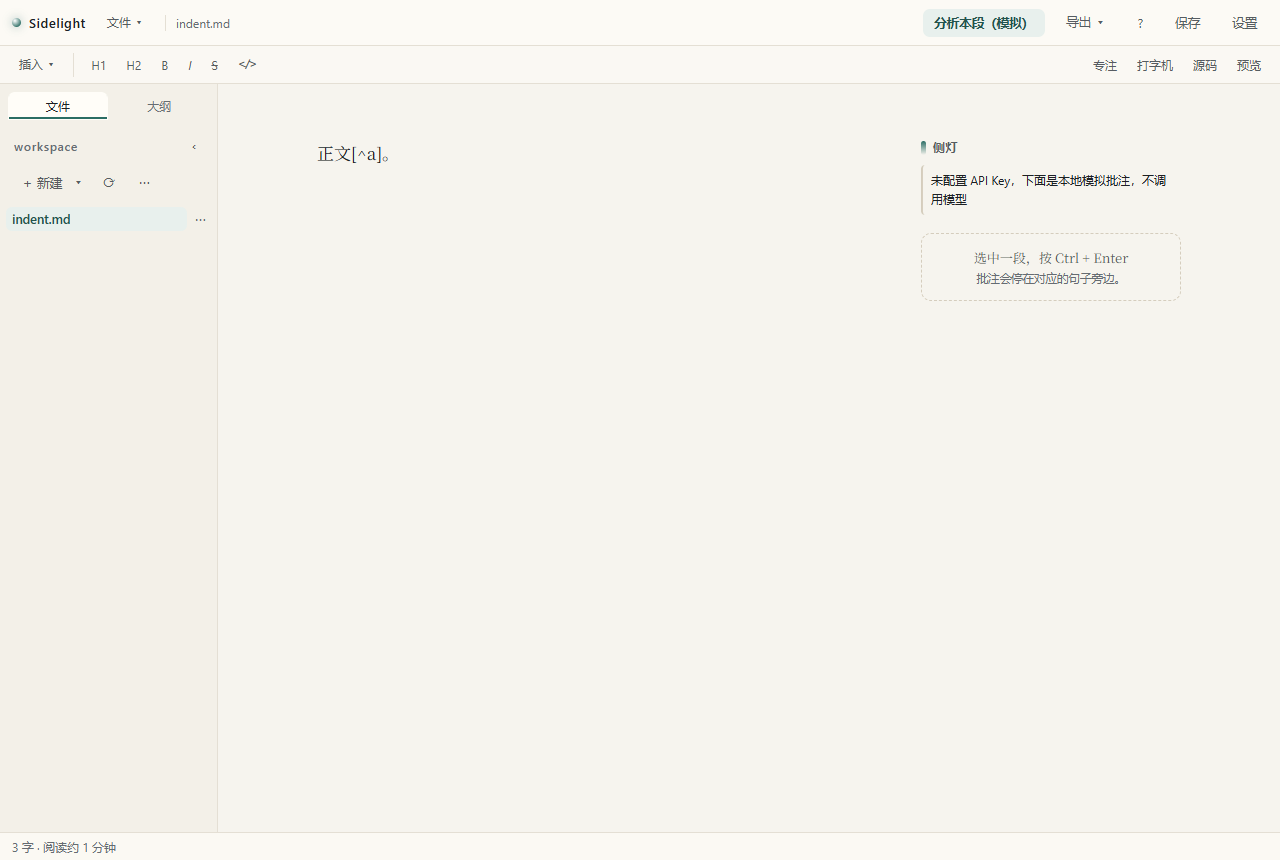 Sidelight 文件 ▾ indent.md 分析本段（模拟） 导出 ▾ ? 保存 设置
插入 ▾ H1 H2 B I S </> 专注 打字机 源码 预览
文件 大纲
workspace ‹
+ 新建 ▾ ⟳ ···
indent.md ···
正文[^a]。
侧灯
未配置 API Key，下面是本地模拟批注，不调
用模型
选中一段，按 Ctrl + Enter
批注会停在对应的句子旁边。
3 字 · 阅读约 1 分钟